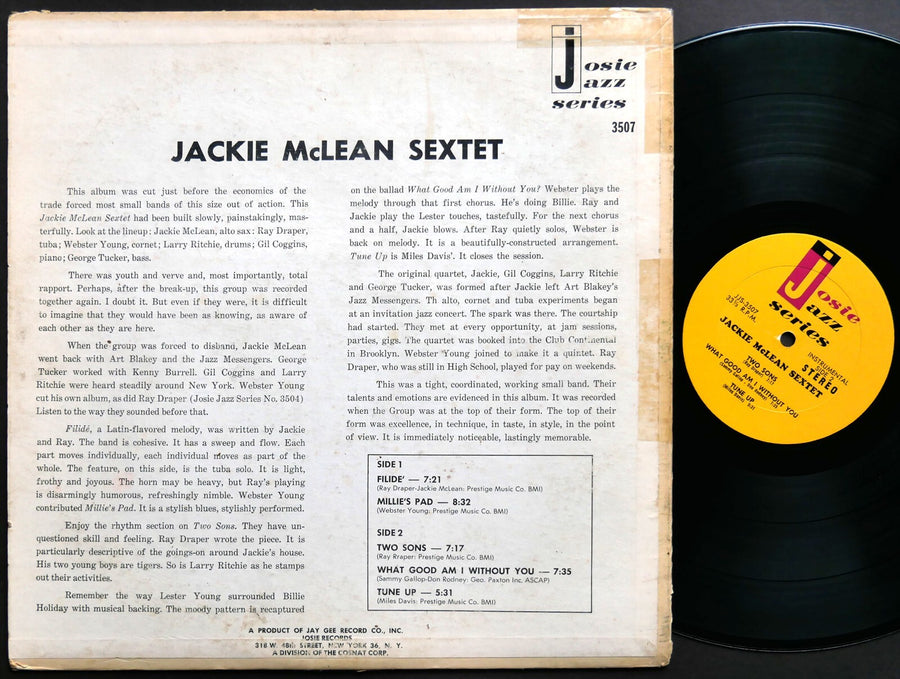 Josie
Jazz
series
3507
JACKIE McLEAN SEXTET
This album was cut just before the economics of the
trade forced most small bands of this size out of action. This
Jackie McLean Sextet had been built slowly, painstakingly, mas-
terfully. Look at the lineup: Jackie McLean, alto sax: Ray Draper,
tuba; Webster Young, cornet; Larry Ritchie, drums; Gil Coggins,
piano; George Tucker, bass.
There was youth and verve and, most importantly, total
rapport. Perhaps, after the break-up, this group was recorded
together again. I doubt it. But even if they were, it is difficult
to imagine that they would have been as knowing, as aware of
each other as they are here.
When the group was forced to disband, Jackie McLean
went back with Art Blakey and the Jazz Messengers. George
Tucker worked with Kenny Burrell. Gil Coggins and Larry
Ritchie were heard steadily around New York. Webster Young
cut his own album, as did Ray Draper (Josie Jazz Series No. 3504)
Listen to the way they sounded before that.
Filidé, a Latin-flavored melody, was written by Jackie
and Ray. The band is cohesive. It has a sweep and flow. Each
part moves individually, each individual moves as part of the
whole. The feature, on this side, is the tuba solo. It is light,
frothy and joyous. The horn may be heavy, but Ray's playing
is disarmingly humorous, refreshingly nimble. Webster Young
contributed Millie's Pad. It is a stylish blues, stylishly performed.
Enjoy the rhythm section on Two Sons. They have un-
questioned skill and feeling. Ray Draper wrote the piece. It is
particularly descriptive of the goings-on around Jackie's house.
His two young boys are tigers. So is Larry Ritchie as he stamps
out their activities.
Remember the way Lester Young surrounded Billie
Holiday with musical backing. The moody pattern is recaptured
on the ballad What Good Am I Without You? Webster plays the
melody through that first chorus. He's doing Billie. Ray and
Jackie play the Lester touches, tastefully. For the next chorus
and a half, Jackie blows. After Ray quietly solos, Webster is
back on melody. It is a beautifully-constructed arrangement.
Tune Up is Miles Davis'. It closes the session.
The original quartet, Jackie, Gil Coggins, Larry Ritchie
and George Tucker, was formed after Jackie left Art Blakey's
Jazz Messengers. Th alto, cornet and tuba experiments began
at an invitation jazz concert. The spark was there. The courtship
had started. They met at every opportunity, at jam sessions,
parties, gigs. The quartet was booked into the Club Continental
in Brooklyn. Webster Young joined to make it a quintet. Ray
Draper, who was still in High School, played for pay on weekends.
This was a tight, coordinated, working small band. Their
talents and emotions are evidenced in this album. It was recorded
when the Group was at the top of their form. The top of their
form was excellence, in technique, in taste, in style, in the point
of view. It is immediately noticeable, lastingly memorable.
SIDE 1
FILIDE' — 7:21
(Ray Draper-Jackie McLean: Prestige Music Co. BMI)
MILLIE'S PAD — 8:32
(Webster Young: Prestige Music Co. BMI)
SIDE 2
TWO SONS — 7:17
(Ray Rraper: Prestige Music Co. BMI)
WHAT GOOD AM I WITHOUT YOU — 7:35
(Sammy Gallop-Don Rodney: Geo. Paxton Inc. ASCAP)
TUNE UP — 5:31
(Miles Davis: Prestige Music Co. BMI)
A PRODUCT OF JAY GEE RECORD CO., INC.
JOSIE RECORDS
318 W. 48th STREET, NEW YORK 36, N. Y.
A DIVISION OF THE COSNAT CORP.
Josie
Jazz
series
JJS-3507
33⅓ R.P.M.
INSTRUMENTAL
SIDE
STEREO
JACKIE McLEAN SEXTET
TWO SONS
(Ray Draper)
7:17
WHAT GOOD AM I WITHOUT YOU
7:35
TUNE UP
(Miles Davis)
5:31